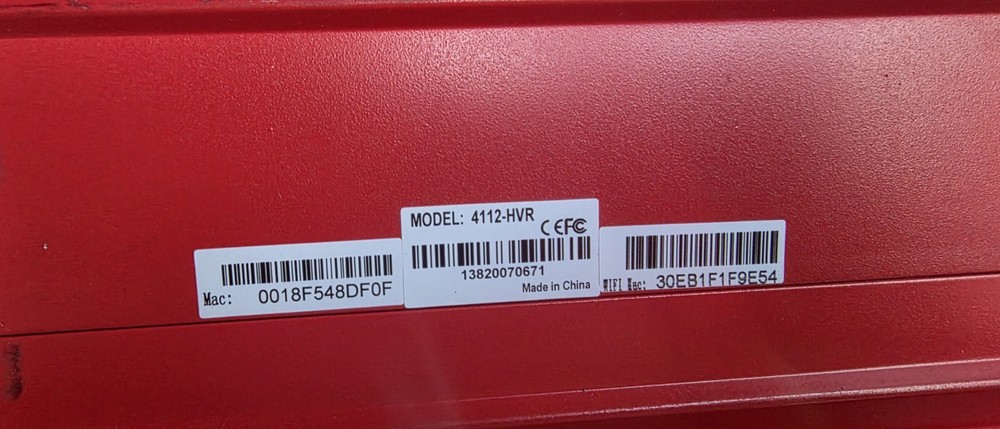 Mac: 0018F548DF0F
MODEL: 4112-HVR
CE FC
13820070671
Made in China
WIFI Mac: 30EB1F1F9E54